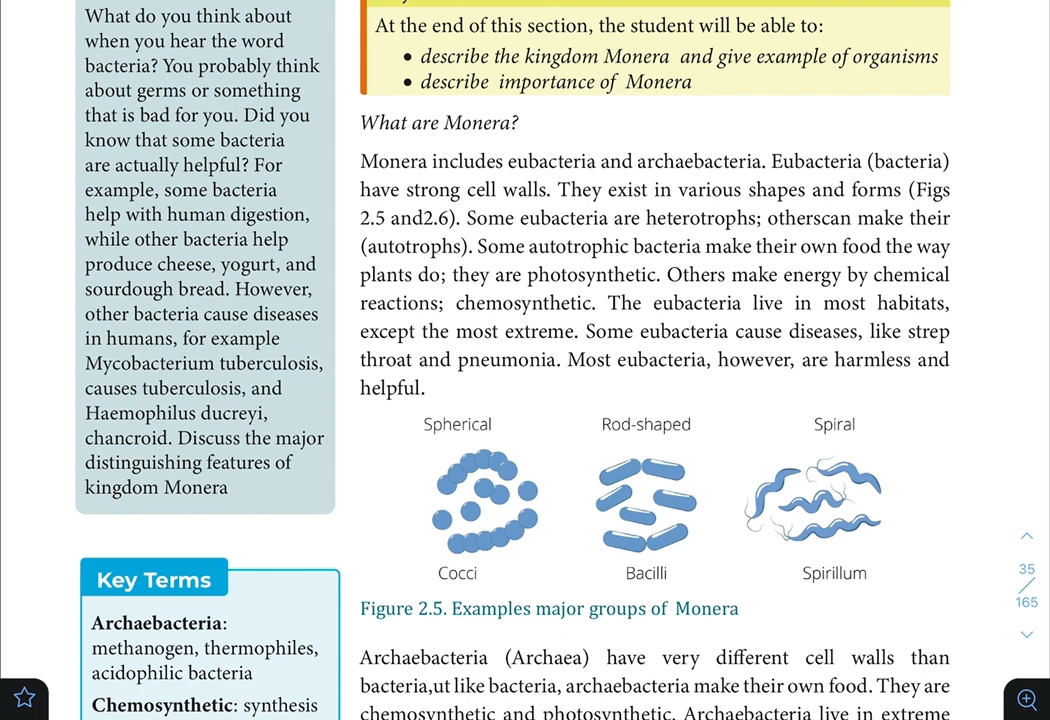 What do you think about
when you hear the word
bacteria? You probably think
about germs or something
that is bad for you. Did you
know that some bacteria
are actually helpful? For
example, some bacteria
help with human digestion,
while other bacteria help
produce cheese, yogurt, and
sourdough bread. However,
other bacteria cause diseases
in humans, for example
Mycobacterium tuberculosis,
causes tuberculosis, and
Haemophilus ducreyi,
chancroid. Discuss the major
distinguishing features of
kingdom Monera
Key Terms
Archaebacteria:
methanogen, thermophiles,
acidophilic bacteria
Chemosynthetic: synthesis
At the end of this section, the student will be able to:
• describe the kingdom Monera and give example of organisms
• describe importance of Monera
What are Monera?
Monera includes eubacteria and archaebacteria. Eubacteria (bacteria)
have strong cell walls. They exist in various shapes and forms (Figs
2.5 and2.6). Some eubacteria are heterotrophs; otherscan make their
(autotrophs). Some autotrophic bacteria make their own food the way
plants do; they are photosynthetic. Others make energy by chemical
reactions; chemosynthetic. The eubacteria live in most habitats,
except the most extreme. Some eubacteria cause diseases, like strep
throat and pneumonia. Most eubacteria, however, are harmless and
helpful.
Spherical Rod-shaped Spiral
Cocci Bacilli Spirillum
Figure 2.5. Examples major groups of Monera
Archaebacteria (Archaea) have very different cell walls than
bacteria,ut like bacteria, archaebacteria make their own food. They are
chemosynthetic and photosynthetic. Archaebacteria live in extreme
35
165